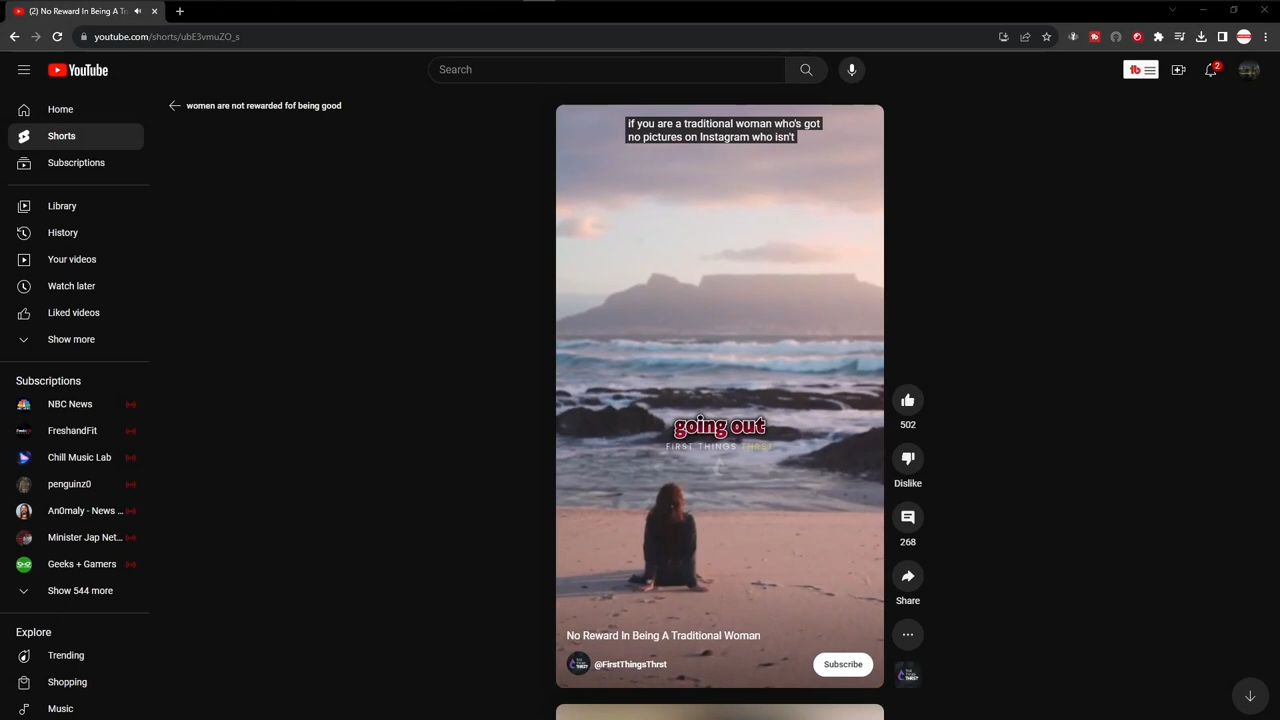 (2) No Reward In Being A Tr
youtube.com/shorts/ubE3vmuZO_s
YouTube
Search
2
Home
Shorts
Subscriptions
Library
History
Your videos
Watch later
Liked videos
Show more
Subscriptions
NBC News
FreshandFit
Chill Music Lab
penguinz0
An0maly - News ...
Minister Jap Net...
Geeks + Gamers
Show 544 more
Explore
Trending
Shopping
Music
women are not rewarded fof being good
if you are a traditional woman who's got
no pictures on Instagram who isn't
going out
FIRST THINGS THRST
No Reward In Being A Traditional Woman
@FirstThingsThrst
Subscribe
502
Dislike
268
Share